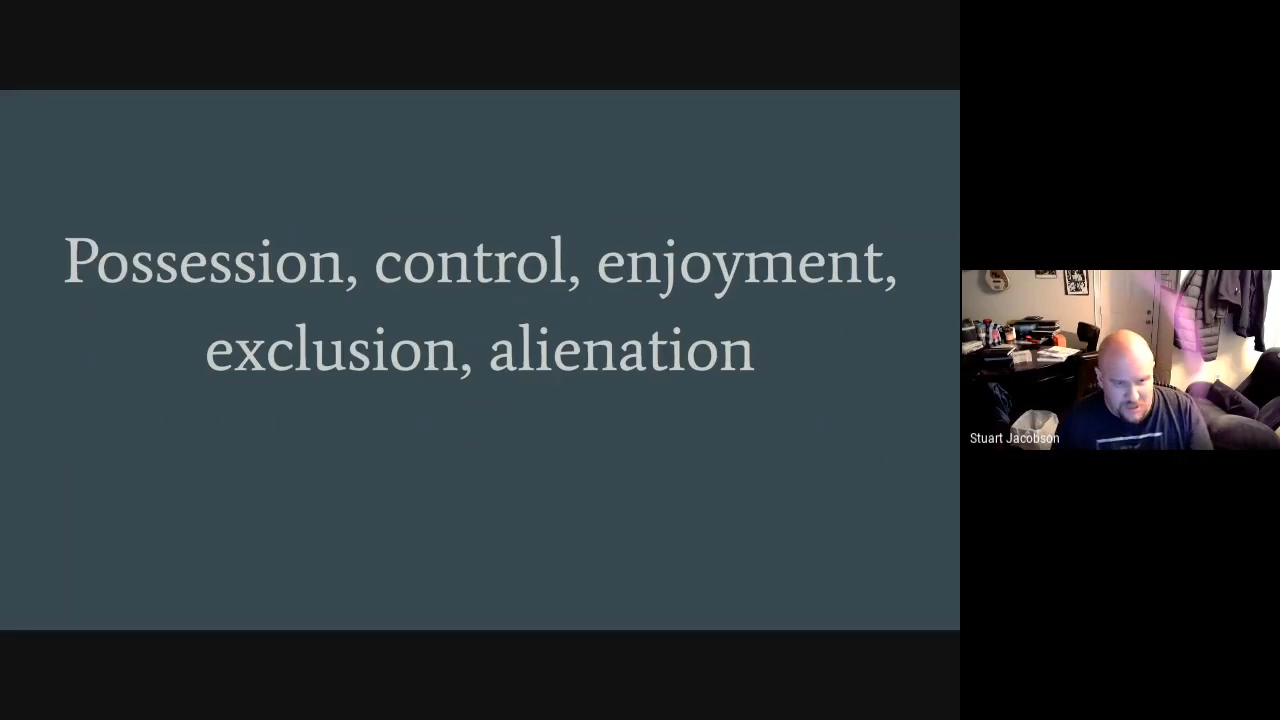 Possession, control, enjoyment,
exclusion, alienation
Stuart Jacobson